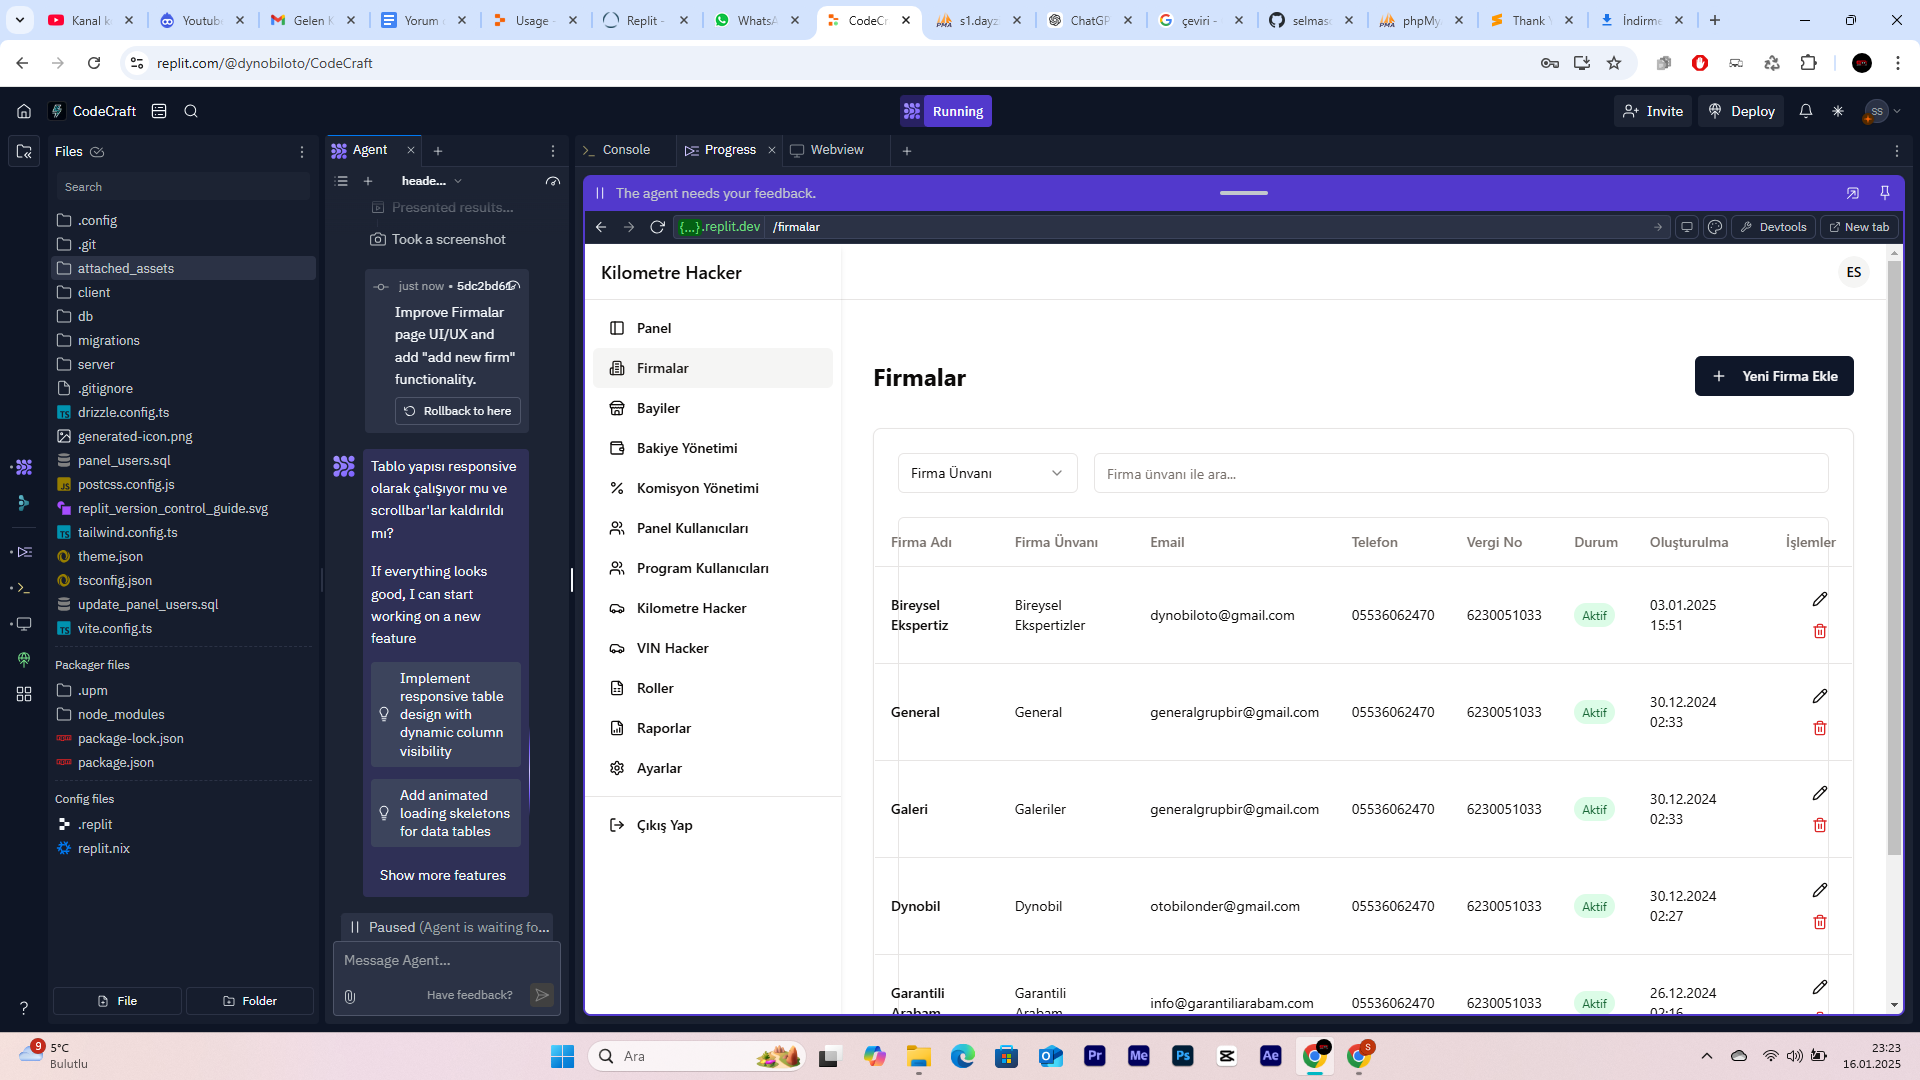 Kanal k
Youtub
Gelen K
Yorum
Usage -
Replit -
WhatsA
CodeCr
s1.dayz
ChatGP
çeviri -
selmas
phpMy
Thank
İndirme
replit.com/@dynobiloto/CodeCraft
CodeCraft
Running
Invite
Deploy
SS
Files
Search
.config
.git
attached_assets
client
db
migrations
server
.gitignore
drizzle.config.ts
generated-icon.png
panel_users.sql
postcss.config.js
replit_version_control_guide.svg
tailwind.config.ts
theme.json
tsconfig.json
update_panel_users.sql
vite.config.ts
Packager files
.upm
node_modules
package-lock.json
package.json
Config files
.replit
replit.nix
File
Folder
Agent
heade...
Presented results...
Took a screenshot
just now • 5dc2bd61
Improve Firmalar
page UI/UX and
add "add new firm"
functionality.
Rollback to here
Tablo yapısı responsive
olarak çalışıyor mu ve
scrollbar'lar kaldırıldı
mı?
If everything looks
good, I can start
working on a new
feature
Implement
responsive table
design with
dynamic column
visibility
Add animated
loading skeletons
for data tables
Show more features
Paused (Agent is waiting fo...
Message Agent...
Have feedback?
Console
Progress
Webview
The agent needs your feedback.
{...}.replit.dev
/firmalar
Devtools
New tab
Kilometre Hacker
ES
Panel
Firmalar
Bayiler
Bakiye Yönetimi
Komisyon Yönetimi
Panel Kullanıcıları
Program Kullanıcıları
Kilometre Hacker
VIN Hacker
Roller
Raporlar
Ayarlar
Çıkış Yap
Firmalar
Yeni Firma Ekle
Firma Ünvanı
Firma ünvanı ile ara...
Firma Adı Firma Ünvanı Email Telefon Vergi No Durum Oluşturulma İşlemler
Bireysel Ekspertiz Bireysel Ekspertizler dynobiloto@gmail.com 05536062470 6230051033 Aktif 03.01.2025 15:51
General General generalgrupbir@gmail.com 05536062470 6230051033 Aktif 30.12.2024 02:33
Galeri Galeriler generalgrupbir@gmail.com 05536062470 6230051033 Aktif 30.12.2024 02:33
Dynobil Dynobil otobilonder@gmail.com 05536062470 6230051033 Aktif 30.12.2024 02:27
Garantili Arabam Garantili Arabam info@garantiliarabam.com 05536062470 6230051033 Aktif 26.12.2024 02:16
9
5°C
Bulutlu
Ara
Pr
Me
Ps
Ae
S
23:23
16.01.2025